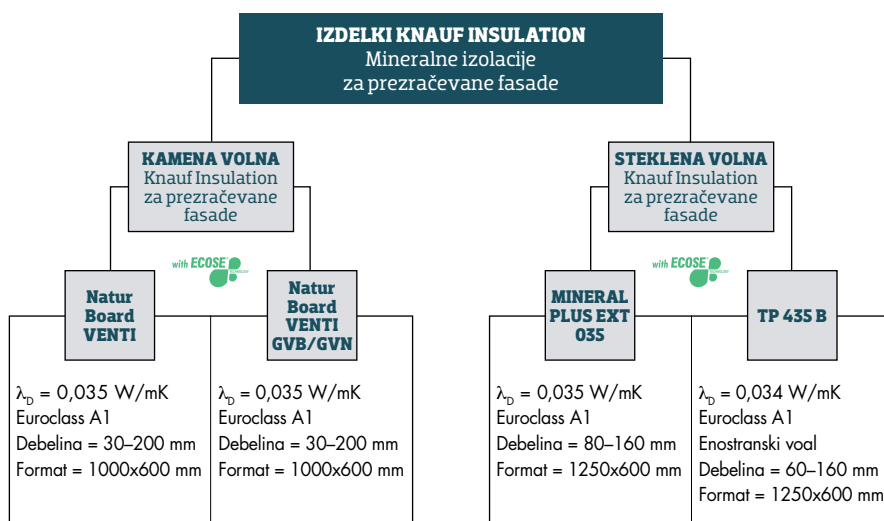 IZDELKI KNAUF INSULATION
Mineralne izolacije
za prezračevane fasade
KAMENA VOLNA
Knauf Insulation
za prezračevane
fasade
STEKLENA VOLNA
Knauf Insulation
za prezračevane
fasade
with ECOSE
TECHNOLOGY
with ECOSE
TECHNOLOGY
Natur
Board
VENTI
Natur
Board
VENTI
GVB/GVN
MINERAL
PLUS EXT
035
TP 435 B
λD = 0,035 W/mK
Euroclass A1
Debelina = 30–200 mm
Format = 1000x600 mm
λD = 0,035 W/mK
Euroclass A1
Debelina = 30–200 mm
Format = 1000x600 mm
λD = 0,035 W/mK
Euroclass A1
Debelina = 80–160 mm
Format = 1250x600 mm
λD = 0,034 W/mK
Euroclass A1
Enostranski voal
Debelina = 60–160 mm
Format = 1250x600 mm